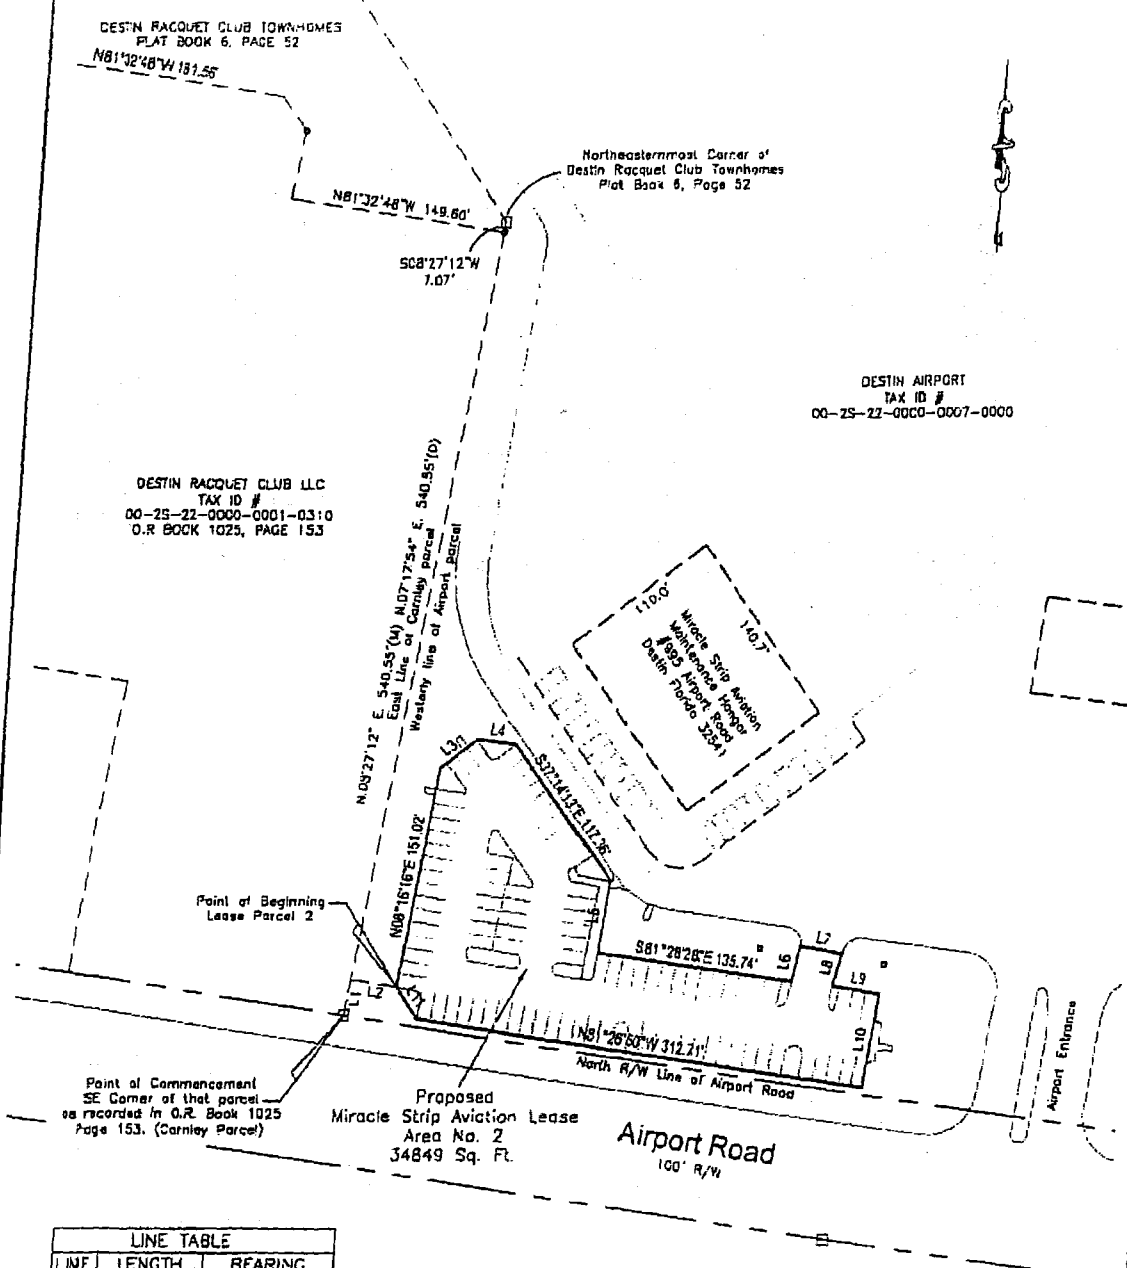 DESTIN RACQUET CLUB TOWNHOMES
PLAT BOOK 6, PAGE 52
N81°32'48"W 181.56'
Northeasternmost Corner of
Destin Racquet Club Townhomes
Plat Book 6, Page 52
N81°32'48"W 149.60'
S08°27'12"W
7.07'
DESTIN AIRPORT
TAX ID #
00-2S-22-0000-0007-0000
DESTIN RACQUET CLUB LLC
TAX ID #
00-2S-22-0000-0001-0310
O.R BOOK 1025, PAGE 153
N.08°27'12" E. 540.55'(M) N.07°17'54" E. 540.55'(D)
East Line of Carnley parcel
Westerly line of Airport parcel
110.0'
140.7'
Miracle Strip Aviation
Maintenance Hangar
#995 Airport Road
Destin Florida 32541
L3
L4
S37°14'13"E 117.36'
N08°16'16"E 151.02'
Point of Beginning
Lease Parcel 2
L5
S81°28'28"E 135.74'
L6
L7
L8
L9
L10
L1
L2
N81°26'50"W 312.71'
North R/W Line of Airport Road
Airport Entrance
Point of Commencement
SE Corner of that parcel
as recorded in O.R. Book 1025
Page 153. (Carnley Parcel)
Proposed
Miracle Strip Aviation Lease
Area No. 2
34849 Sq. Ft.
Airport Road
100' R/W
LINE TABLE
LINE LENGTH BEARING